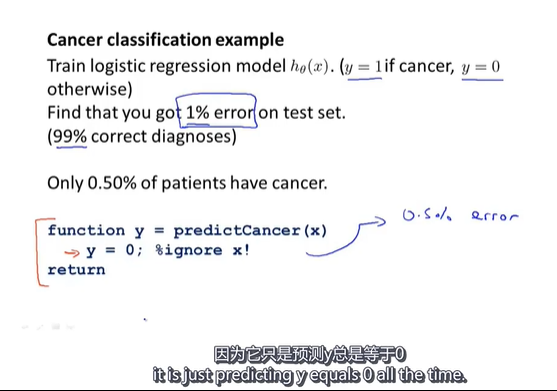 Cancer classification example
Train logistic regression model hθ(x). (y = 1 if cancer, y = 0
otherwise)
Find that you got 1% error on test set.
(99% correct diagnoses)
Only 0.50% of patients have cancer.
function y = predictCancer(x)
→ y = 0; %ignore x!
return
0.5% error
因为它只是预测y总是等于0
it is just predicting y equals 0 all the time.